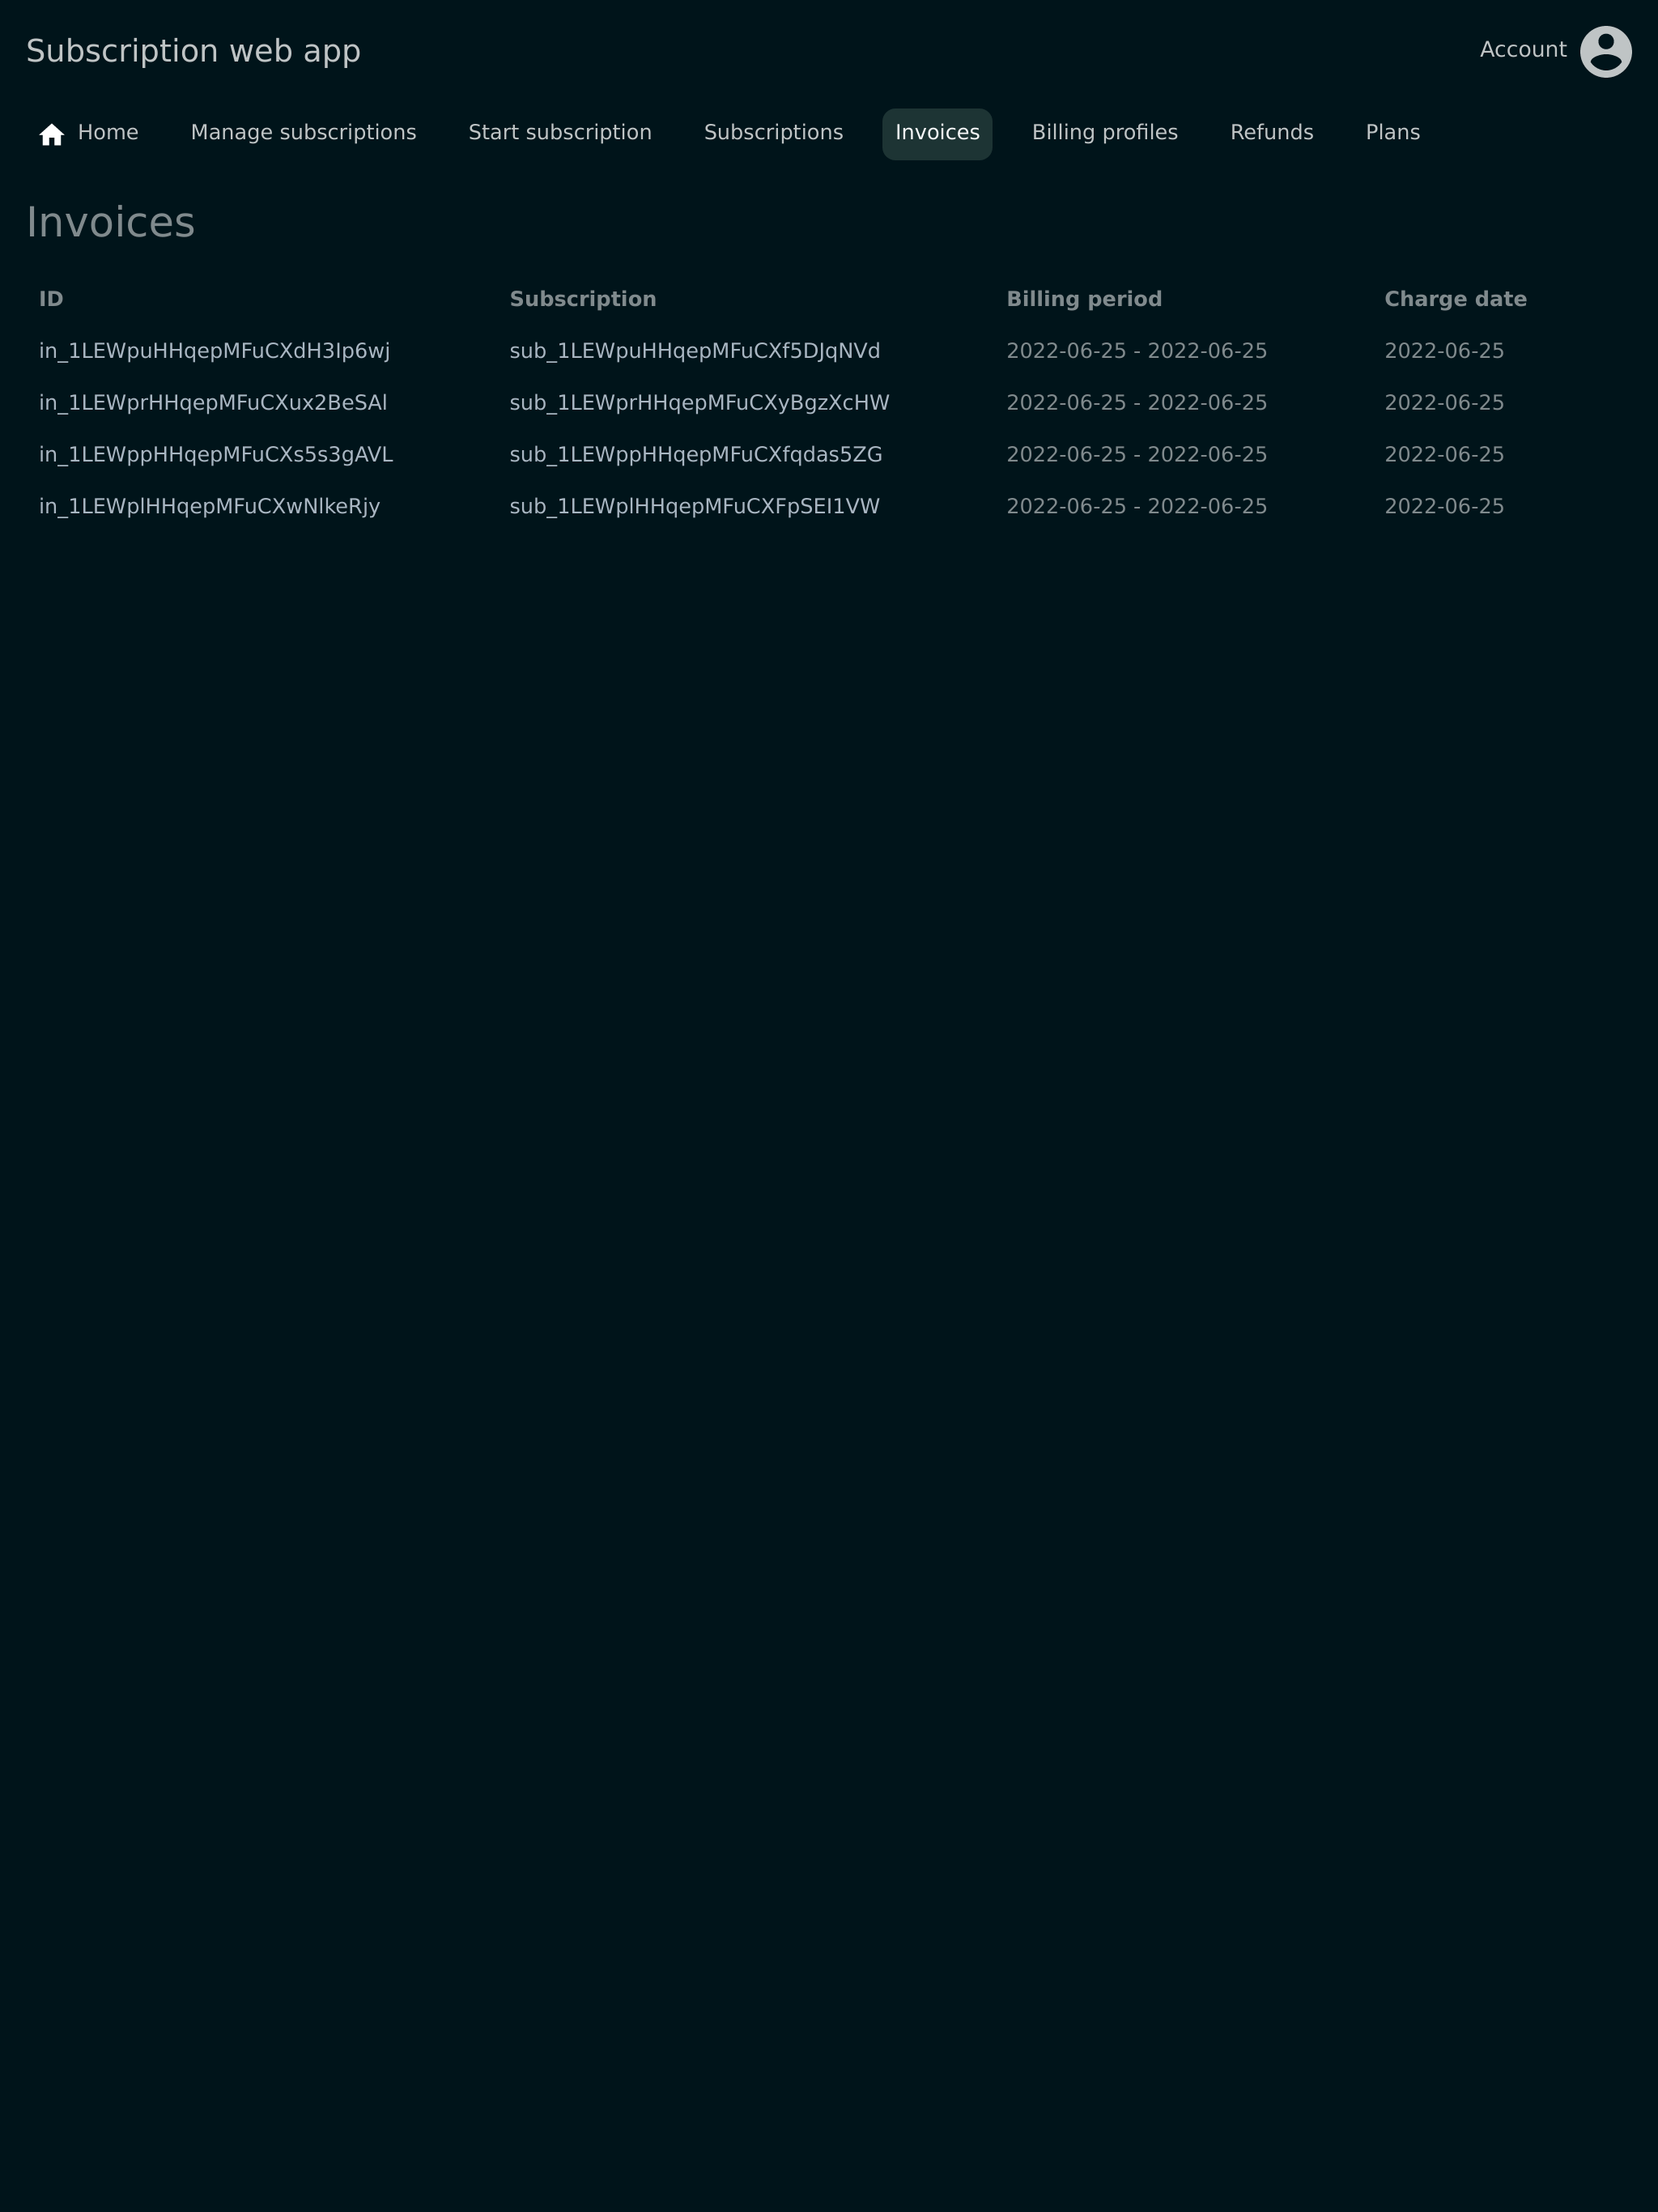 Subscription web app
Account
Home Manage subscriptions Start subscription Subscriptions Invoices Billing profiles Refunds Plans
Invoices
ID Subscription Billing period Charge date
in_1LEWpuHHqepMFuCXdH3Ip6wj sub_1LEWpuHHqepMFuCXf5DJqNVd 2022-06-25 - 2022-06-25 2022-06-25
in_1LEWprHHqepMFuCXux2BeSAl sub_1LEWprHHqepMFuCXyBgzXcHW 2022-06-25 - 2022-06-25 2022-06-25
in_1LEWppHHqepMFuCXs5s3gAVL sub_1LEWppHHqepMFuCXfqdas5ZG 2022-06-25 - 2022-06-25 2022-06-25
in_1LEWplHHqepMFuCXwNlkeRjy sub_1LEWplHHqepMFuCXFpSEI1VW 2022-06-25 - 2022-06-25 2022-06-25